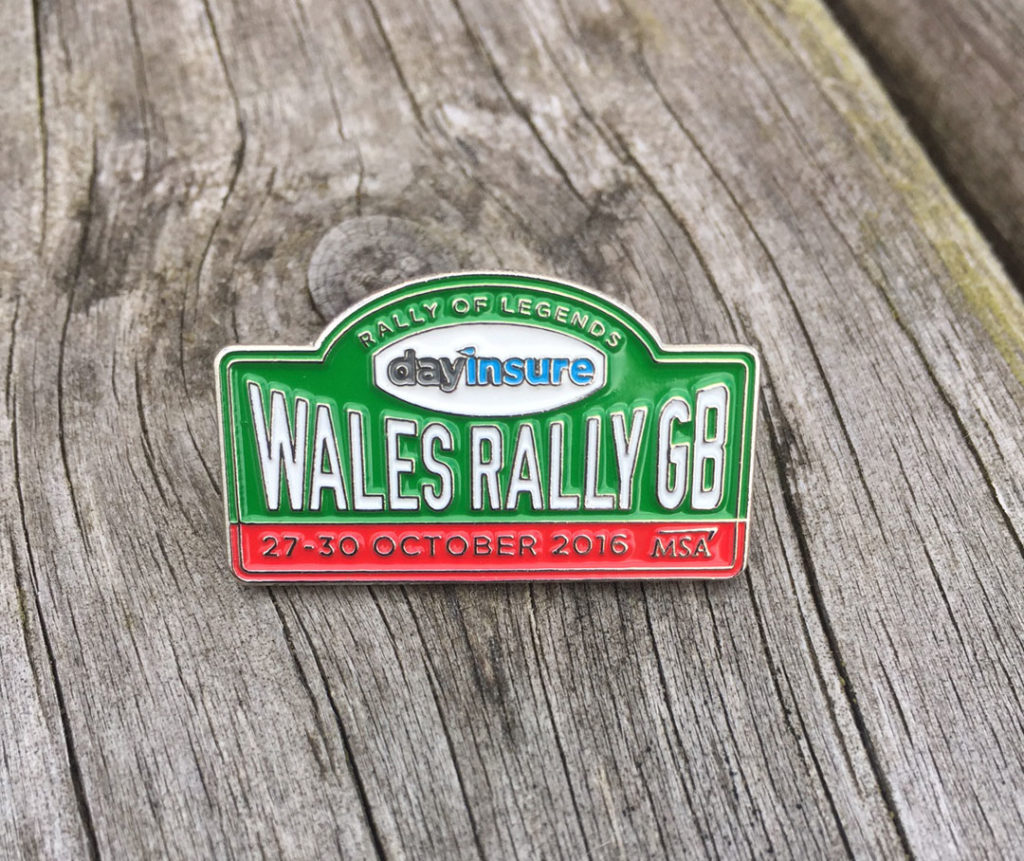 RALLY OF LEGENDS
dayinsure
WALES RALLY GB
27-30 OCTOBER 2016 MSA